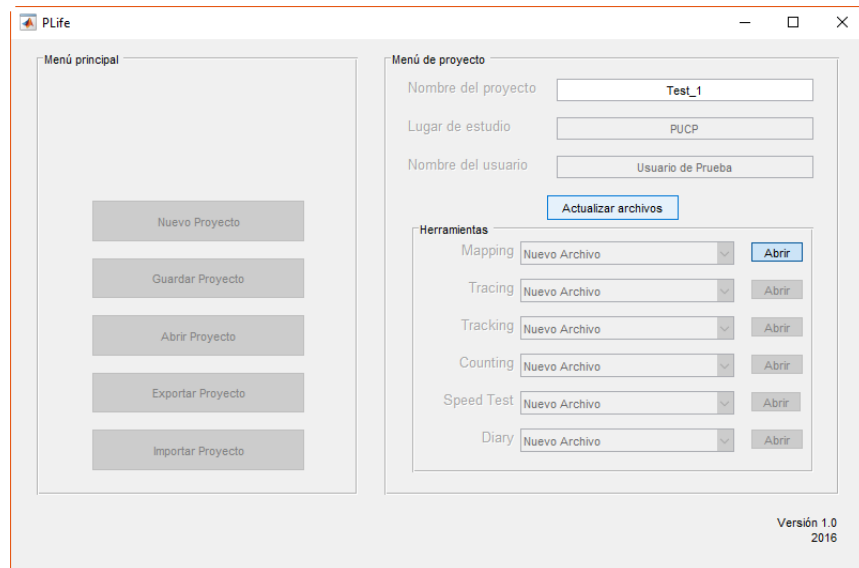 PLife
Menú principal
Nuevo Proyecto
Guardar Proyecto
Abrir Proyecto
Exportar Proyecto
Importar Proyecto
Menú de proyecto
Nombre del proyecto Test_1
Lugar de estudio PUCP
Nombre del usuario Usuario de Prueba
Actualizar archivos
Herramientas
Mapping Nuevo Archivo Abrir
Tracing Nuevo Archivo Abrir
Tracking Nuevo Archivo Abrir
Counting Nuevo Archivo Abrir
Speed Test Nuevo Archivo Abrir
Diary Nuevo Archivo Abrir
Versión 1.0
2016